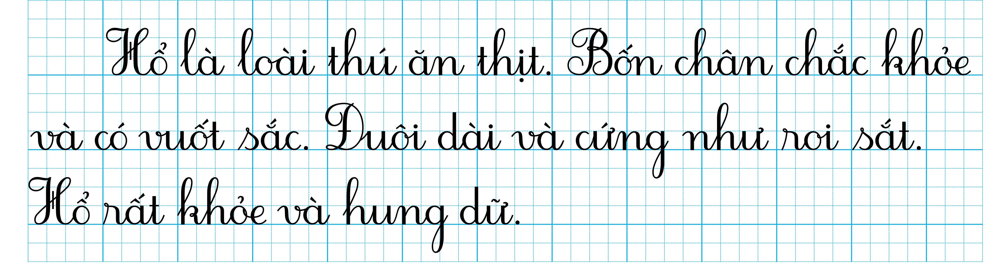 Hổ là loài thú ăn thịt. Bốn chân chắc khỏe
và có vuốt sắc. Đuôi dài và cứng như roi sắt.
Hổ rất khỏe và hung dữ.